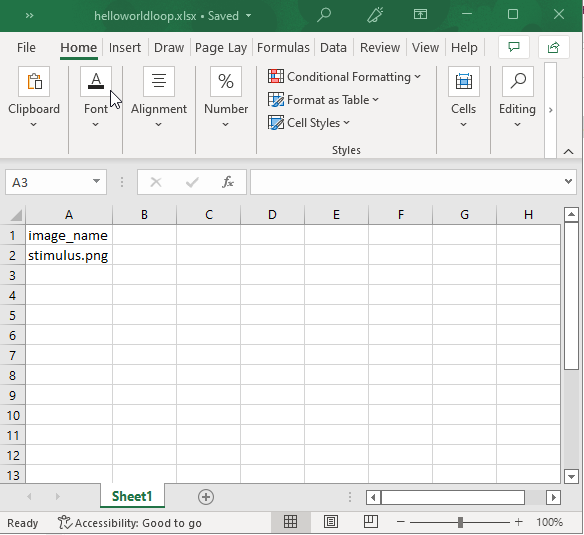 helloworldloop.xlsx • Saved
File Home Insert Draw Page Lay Formulas Data Review View Help
Clipboard
Font
Alignment
Number
Conditional Formatting
Format as Table
Cell Styles
Styles
Cells
Editing
A3
fx
A B C D E F G H
1 image_name
2 stimulus.png
3
4
5
6
7
8
9
10
11
12
13
Sheet1
Ready Accessibility: Good to go 100%